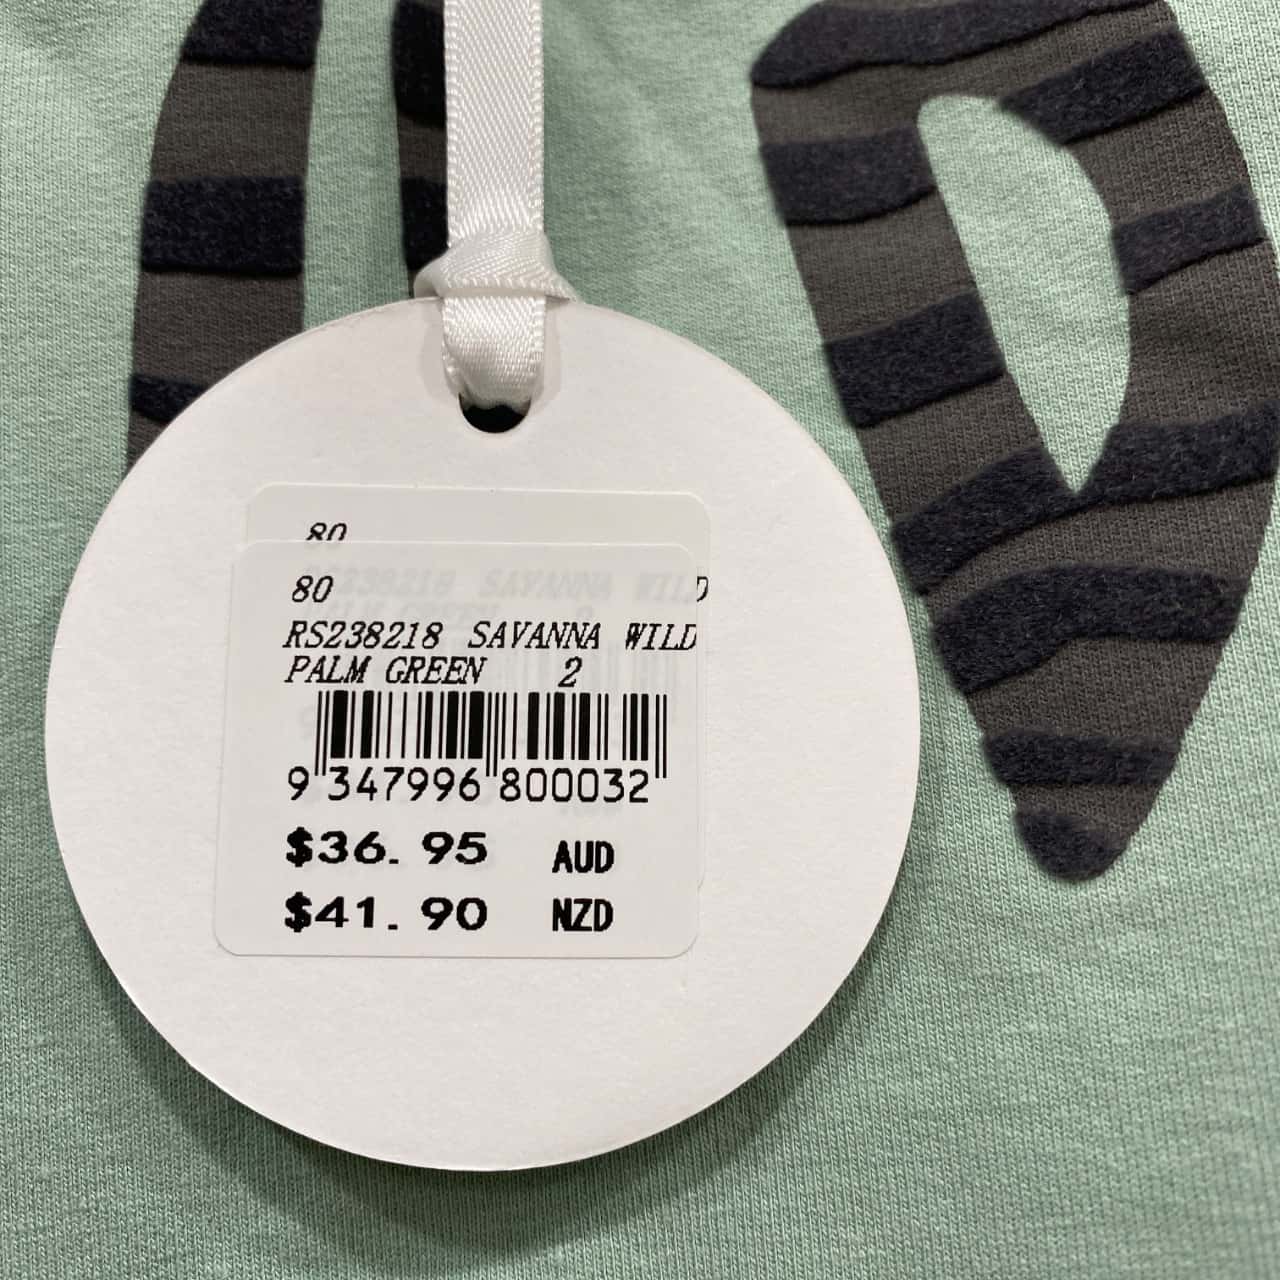 80
80
RS238218 SAVANNA WILD
PALM GREEN 2
9 347996 800032
$36.95 AUD
$41.90 NZD